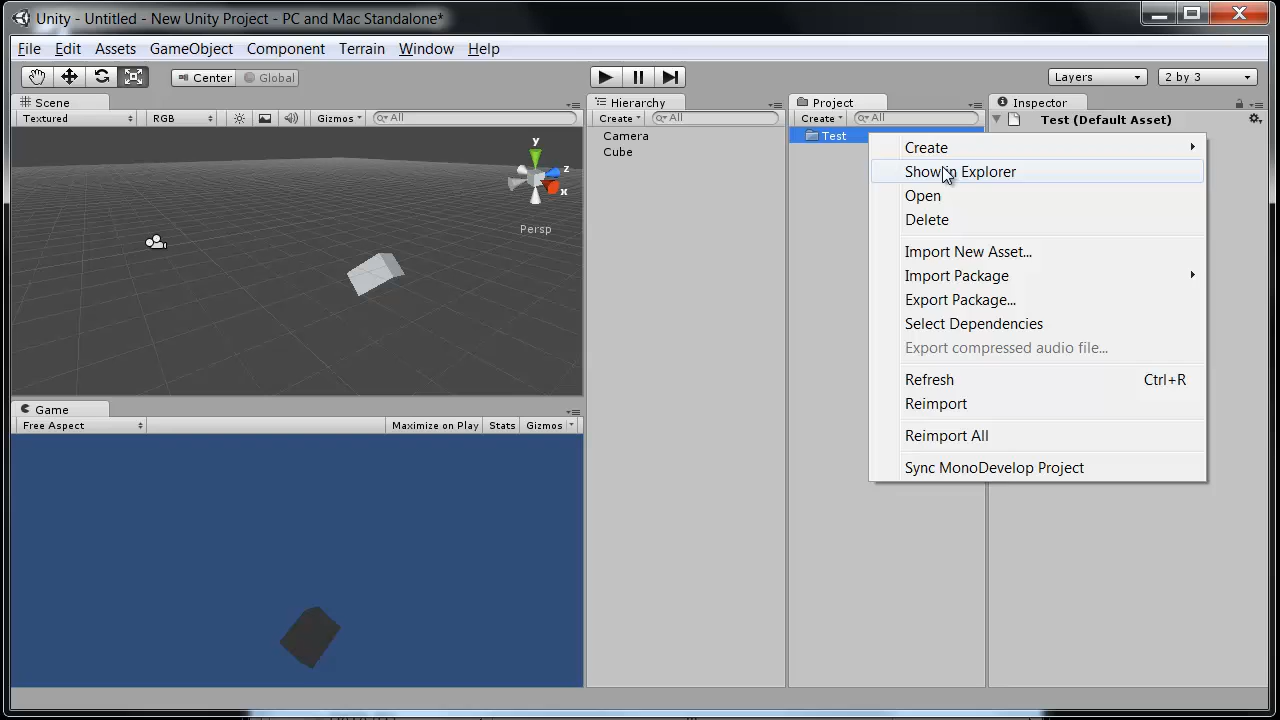 Unity - Untitled - New Unity Project - PC and Mac Standalone*
File Edit Assets GameObject Component Terrain Window Help
Center Global Layers 2 by 3
Scene Hierarchy Project Inspector
Textured RGB Gizmos All Create All Create All Test (Default Asset)
Camera
Cube
Test
y
z
x
Persp
Create
Show in Explorer
Open
Delete
Import New Asset...
Import Package
Export Package...
Select Dependencies
Export compressed audio file...
Refresh Ctrl+R
Reimport
Reimport All
Sync MonoDevelop Project
Game
Free Aspect Maximize on Play Stats Gizmos